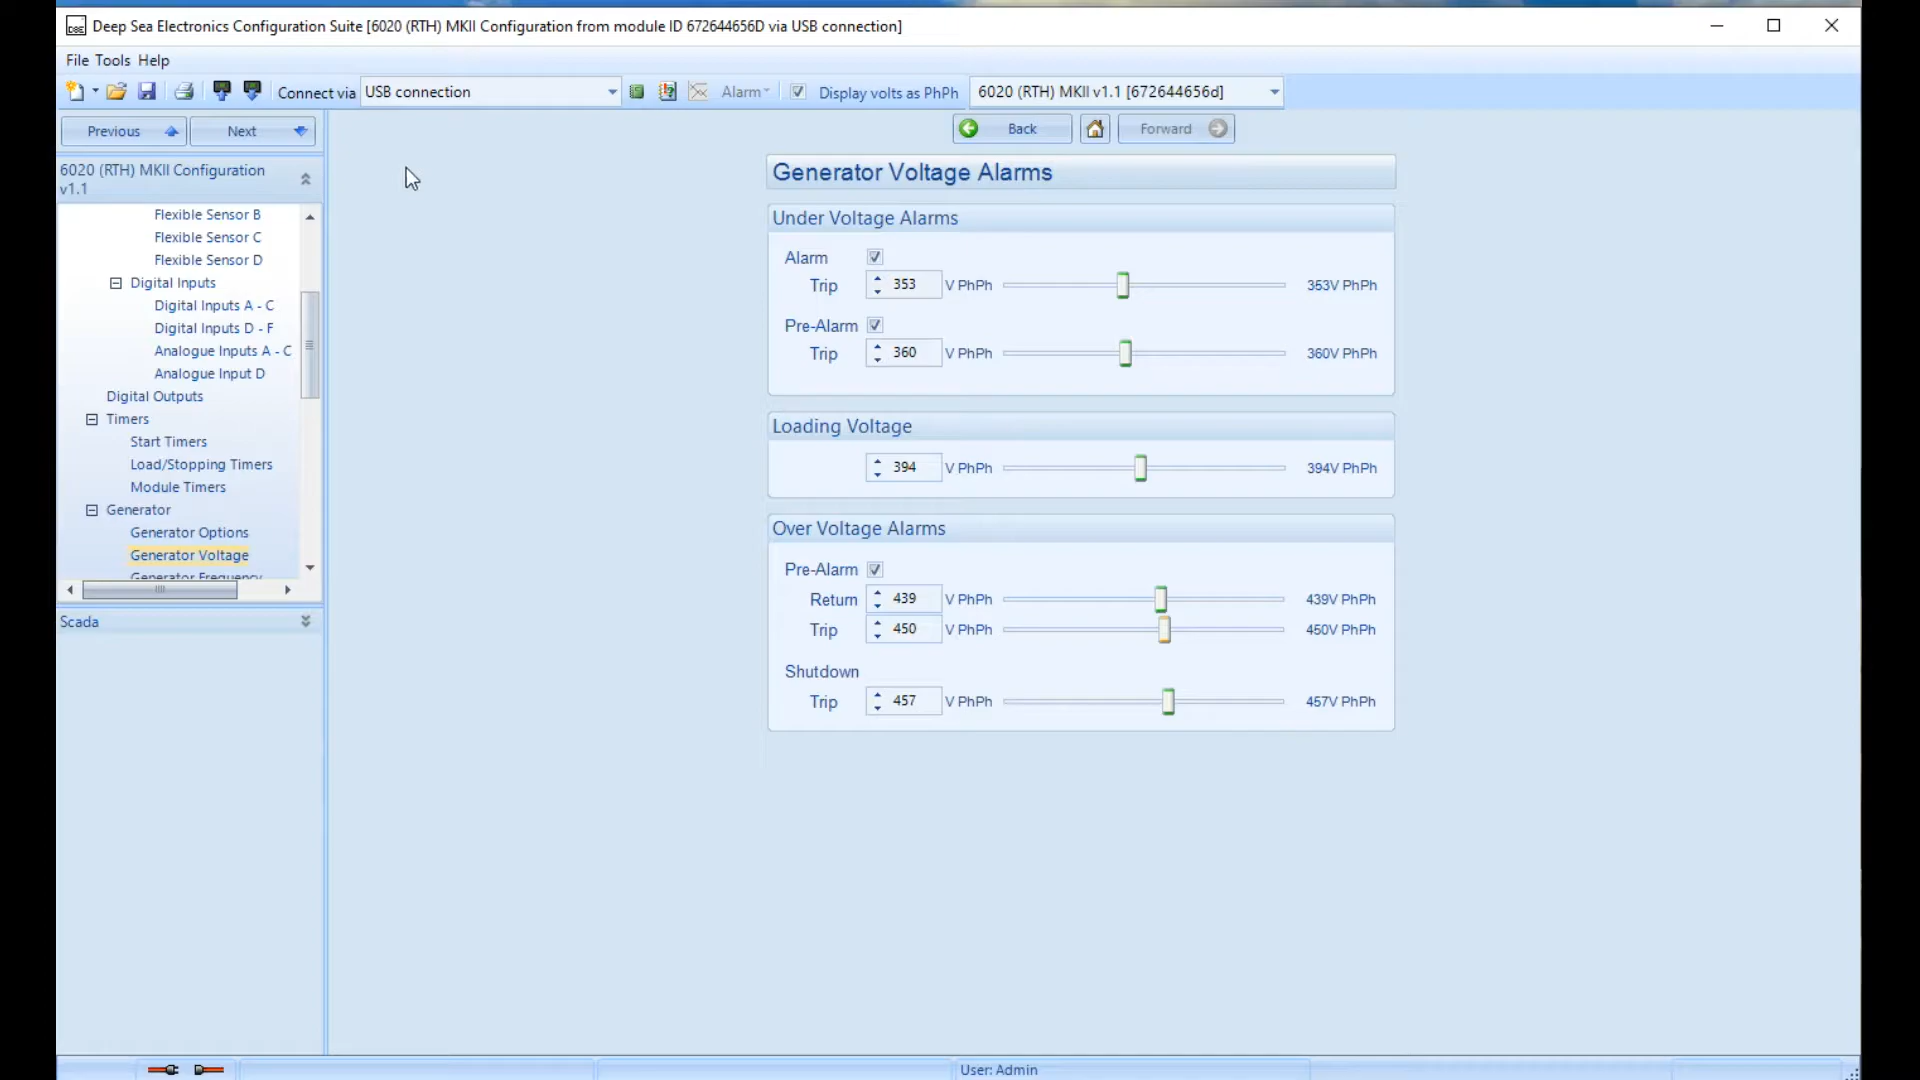 Deep Sea Electronics Configuration Suite [6020 (RTH) MKII Configuration from module ID 672644656D via USB connection]
File Tools Help
Connect via USB connection Alarm Display volts as PhPh 6020 (RTH) MKII v1.1 [672644656d]
Previous Next
Back Forward
6020 (RTH) MKII Configuration
v1.1
Flexible Sensor B
Flexible Sensor C
Flexible Sensor D
Digital Inputs
Digital Inputs A - C
Digital Inputs D - F
Analogue Inputs A - C
Analogue Input D
Digital Outputs
Timers
Start Timers
Load/Stopping Timers
Module Timers
Generator
Generator Options
Generator Voltage
Generator Frequency
Scada
Generator Voltage Alarms
Under Voltage Alarms
Alarm
Trip 353 V PhPh 353V PhPh
Pre-Alarm
Trip 360 V PhPh 360V PhPh
Loading Voltage
394 V PhPh 394V PhPh
Over Voltage Alarms
Pre-Alarm
Return 439 V PhPh 439V PhPh
Trip 450 V PhPh 450V PhPh
Shutdown
Trip 457 V PhPh 457V PhPh
User: Admin